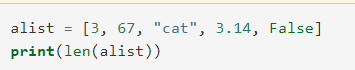 alist = [3, 67, "cat", 3.14, False]
print(len(alist))